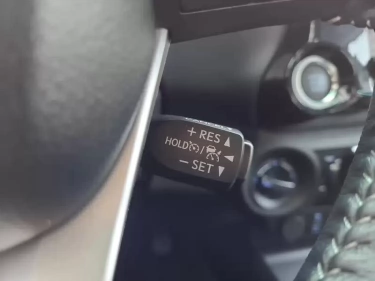 + RES ▲
HOLD / ◀
− SET ▼